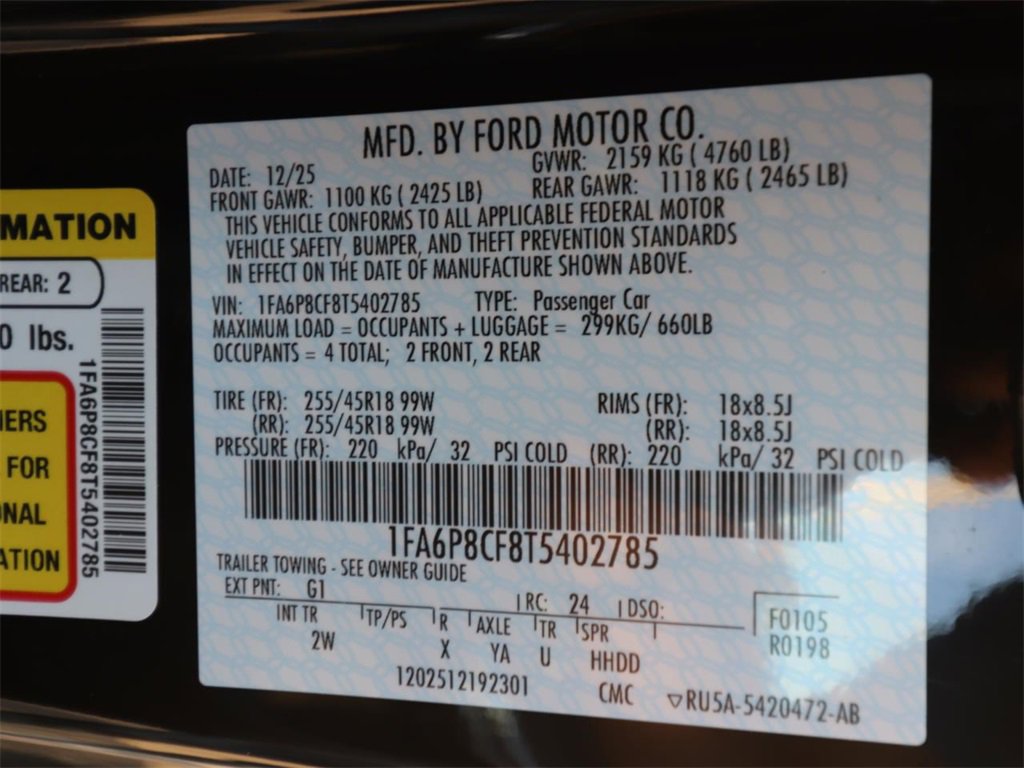 MFD. BY FORD MOTOR CO.
DATE: 12/25 GVWR: 2159 KG ( 4760 LB)
FRONT GAWR: 1100 KG ( 2425 LB) REAR GAWR: 1118 KG ( 2465 LB)
THIS VEHICLE CONFORMS TO ALL APPLICABLE FEDERAL MOTOR
VEHICLE SAFETY, BUMPER, AND THEFT PREVENTION STANDARDS
IN EFFECT ON THE DATE OF MANUFACTURE SHOWN ABOVE.
VIN: 1FA6P8CF8T5402785 TYPE: Passenger Car
MAXIMUM LOAD = OCCUPANTS + LUGGAGE = 299KG/ 660LB
OCCUPANTS = 4 TOTAL; 2 FRONT, 2 REAR
TIRE (FR): 255/45R18 99W RIMS (FR): 18x8.5J
(RR): 255/45R18 99W (RR): 18x8.5J
PRESSURE (FR): 220 kPa/ 32 PSI COLD (RR): 220 kPa/ 32 PSI COLD
1FA6P8CF8T5402785
TRAILER TOWING - SEE OWNER GUIDE
EXT PNT: G1 RC: 24 DSO: F0105
INT TR TP/PS R AXLE TR SPR R0198
2W X YA U HHDD
1202512192301 CMC RU5A-5420472-AB
MATION
REAR: 2
0 lbs.
IERS
FOR
NAL
ATION
1FA6P8CF8T5402785